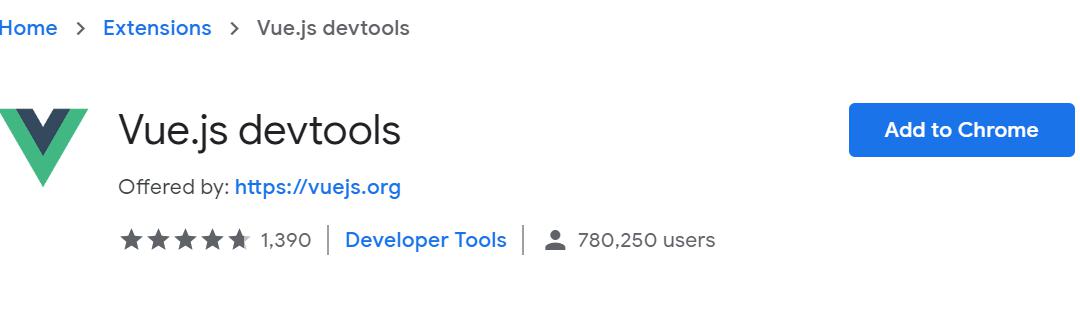 Home > Extensions > Vue.js devtools
Vue.js devtools
Add to Chrome
Offered by: https://vuejs.org
1,390 | Developer Tools | 780,250 users